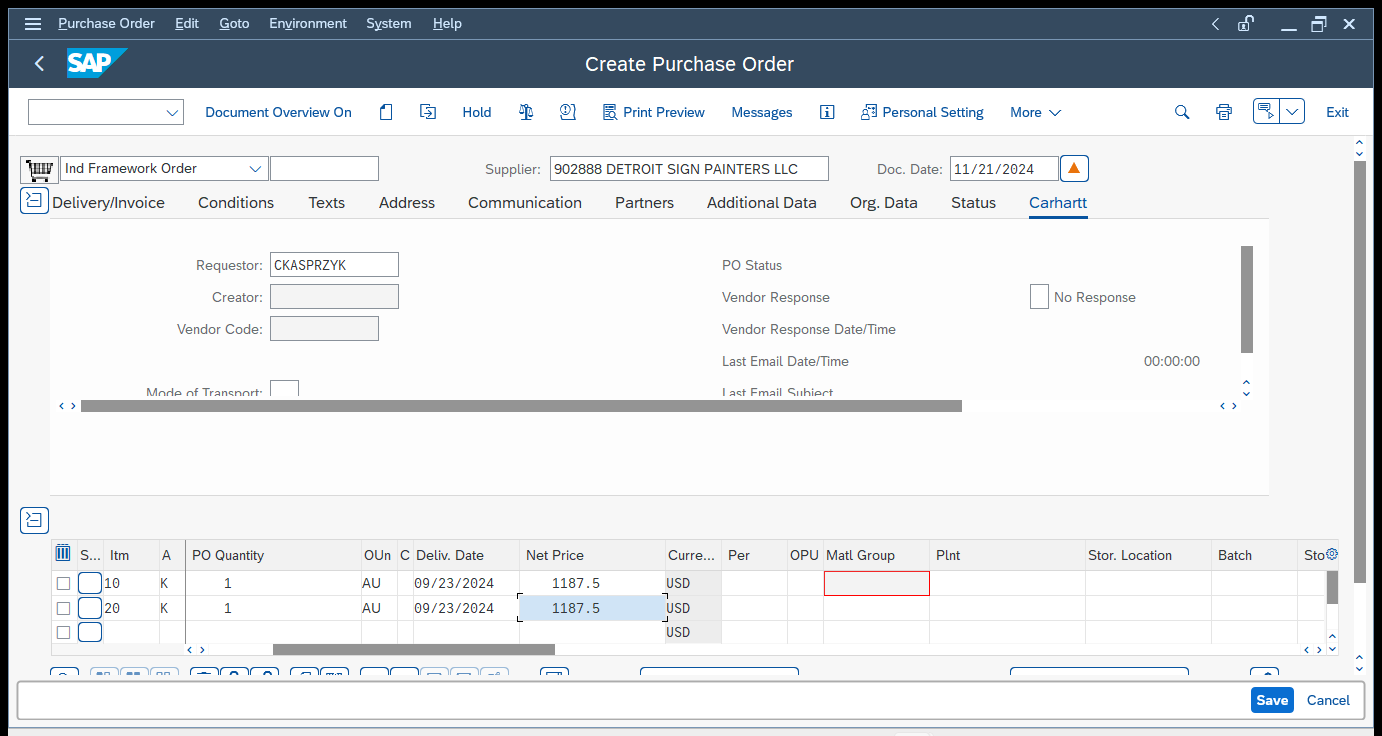 Purchase Order Edit Goto Environment System Help
SAP Create Purchase Order
Document Overview On Hold Print Preview Messages Personal Setting More Exit
Ind Framework Order Supplier: 902888 DETROIT SIGN PAINTERS LLC Doc. Date: 11/21/2024
Delivery/Invoice Conditions Texts Address Communication Partners Additional Data Org. Data Status Carhartt
Requestor: CKASPRZYK PO Status
Creator: Vendor Response No Response
Vendor Code: Vendor Response Date/Time
Last Email Date/Time 00:00:00
Mode of Transport: Last Email Subject
S... Itm A PO Quantity OUn C Deliv. Date Net Price Curre... Per OPU Matl Group Plnt Stor. Location Batch Sto
10 K 1 AU 09/23/2024 1187.5 USD
20 K 1 AU 09/23/2024 1187.5 USD
USD
Save Cancel